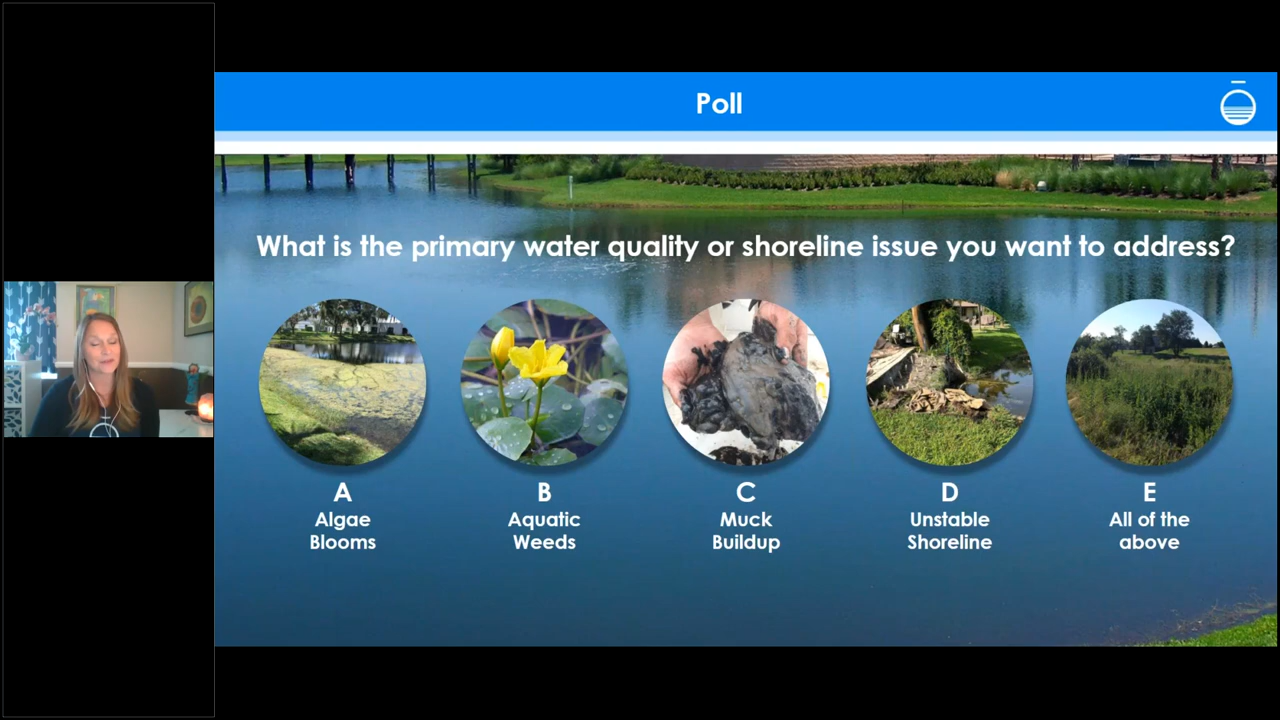 Poll
What is the primary water quality or shoreline issue you want to address?
A
Algae
Blooms
B
Aquatic
Weeds
C
Muck
Buildup
D
Unstable
Shoreline
E
All of the
above